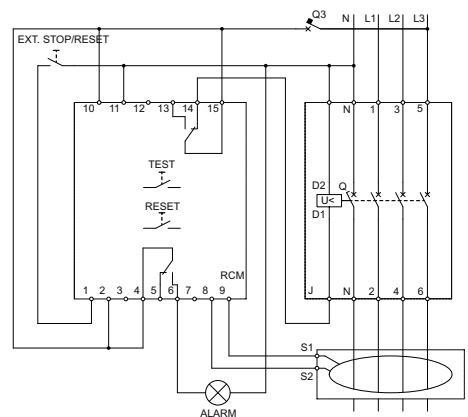 Q3 N L1 L2 L3
EXT. STOP/RESET
10 11 12 13 14 15 N 1 3 5
TEST
D2 Q
U<
RESET
D1
RCM
1 2 3 4 5 6 7 8 9 J N 2 4 6
S1
S2
ALARM